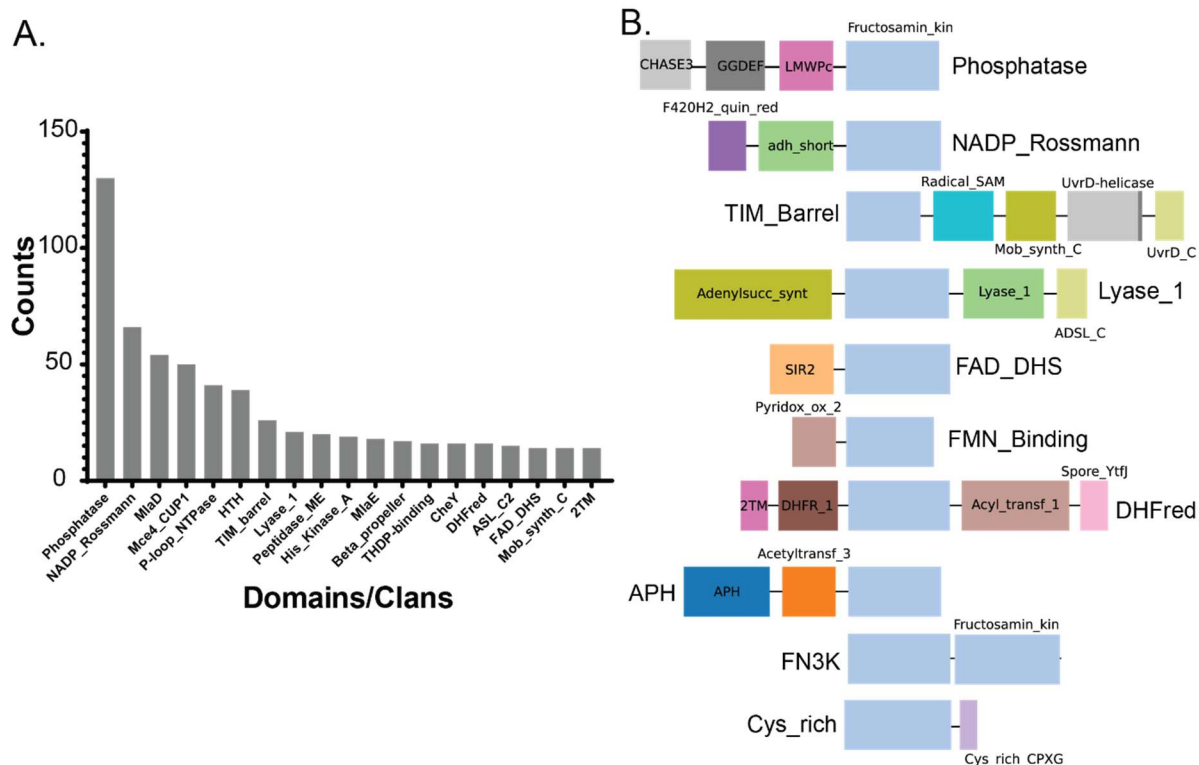 A.
150
100
50
0
Counts
Phosphatase
NADP_Rossmann
MlaD
Mce4_CUP1
P-loop_NTPase
HTH
TIM_barrel
Lyase_1
Peptidase_ME
His_Kinase_A
MlaE
Beta_propeller
THDP-binding
CheY
DHFred
ASL_C2
FAD_DHS
Mob_synth_C
2TM
Domains/Clans
B.
Fructosamin_kin
CHASE3 GGDEF LMWPc Phosphatase
F420H2_quin_red
adh_short NADP_Rossmann
Radical_SAM UvrD-helicase
TIM_Barrel
Mob_synth_C UvrD_C
Adenylsucc_synt Lyase_1 Lyase_1
ADSL_C
SIR2 FAD_DHS
Pyridox_ox_2
FMN_Binding
Spore_YtfJ
2TM DHFR_1 Acyl_transf_1 DHFred
Acetyltransf_3
APH APH
Fructosamin_kin
FN3K
Cys_rich
Cys_rich_CPXG